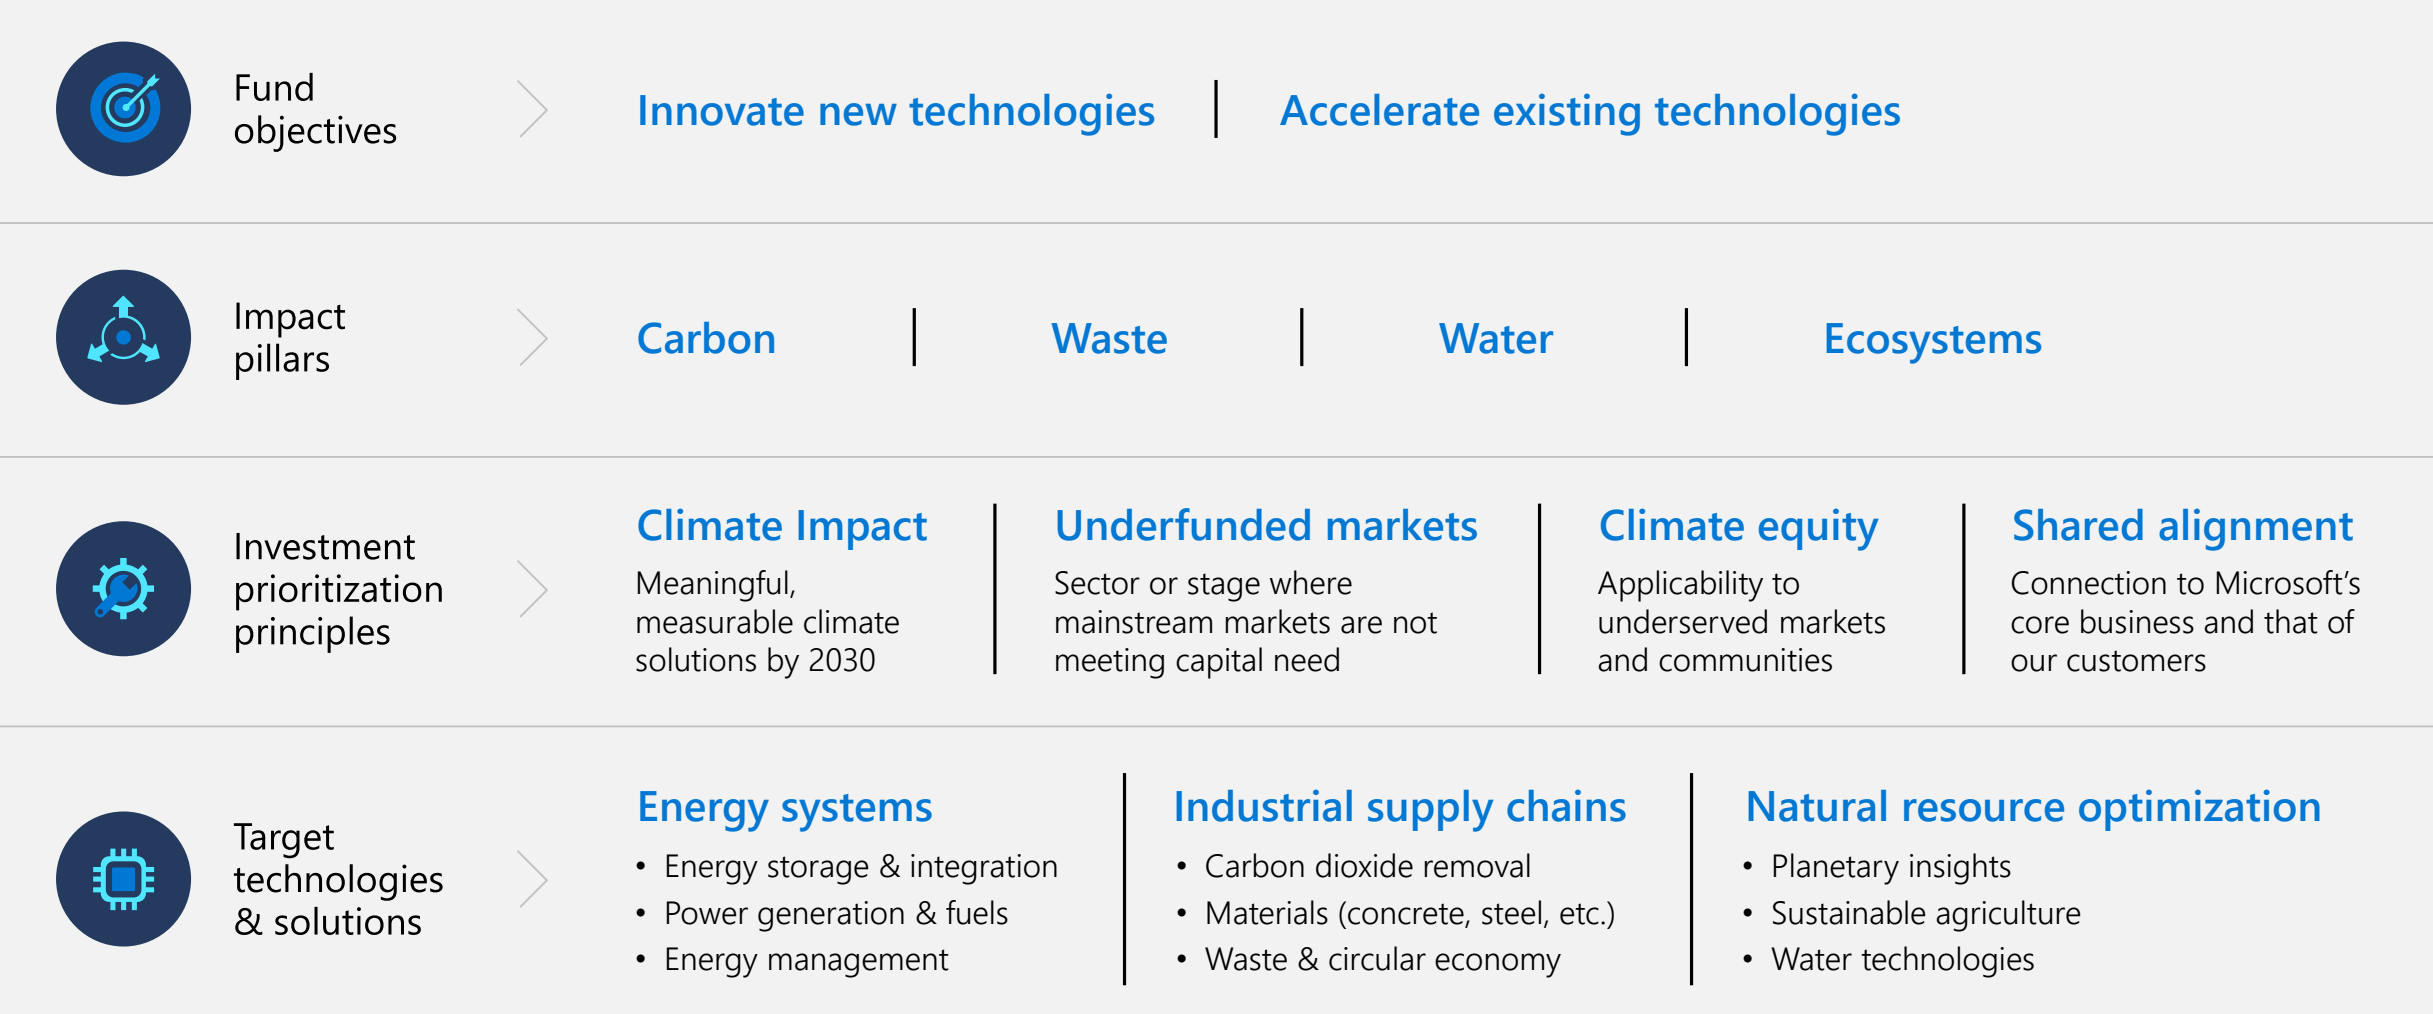 Fund
objectives
Innovate new technologies
Accelerate existing technologies
Impact
pillars
Carbon
Waste
Water
Ecosystems
Investment
prioritization
principles
Climate Impact
Meaningful,
measurable climate
solutions by 2030
Underfunded markets
Sector or stage where
mainstream markets are not
meeting capital need
Climate equity
Applicability to
underserved markets
and communities
Shared alignment
Connection to Microsoft’s
core business and that of
our customers
Target
technologies
& solutions
Energy systems
• Energy storage & integration
• Power generation & fuels
• Energy management
Industrial supply chains
• Carbon dioxide removal
• Materials (concrete, steel, etc.)
• Waste & circular economy
Natural resource optimization
• Planetary insights
• Sustainable agriculture
• Water technologies